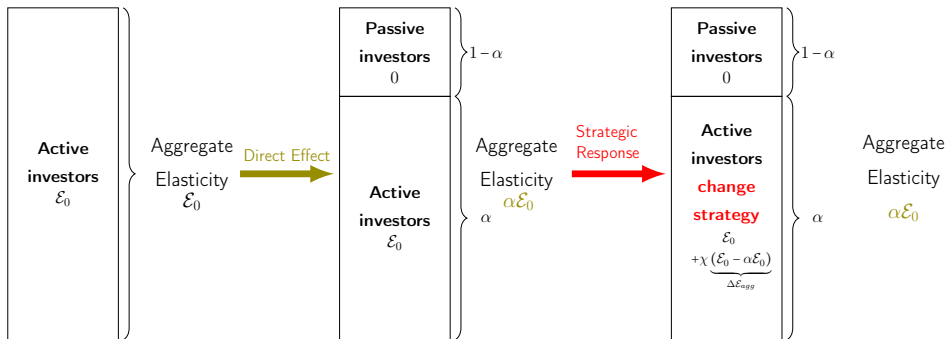 Active
investors
ℰ₀
Aggregate
Elasticity
ℰ₀
Direct Effect
Passive
investors
0
1 − α
Active
investors
ℰ₀
α
Aggregate
Elasticity
αℰ₀
Strategic
Response
Passive
investors
0
1 − α
Active
investors
change
strategy
ℰ₀
+χ (ℰ₀ − αℰ₀)
Δℰ_agg
α
Aggregate
Elasticity
αℰ₀